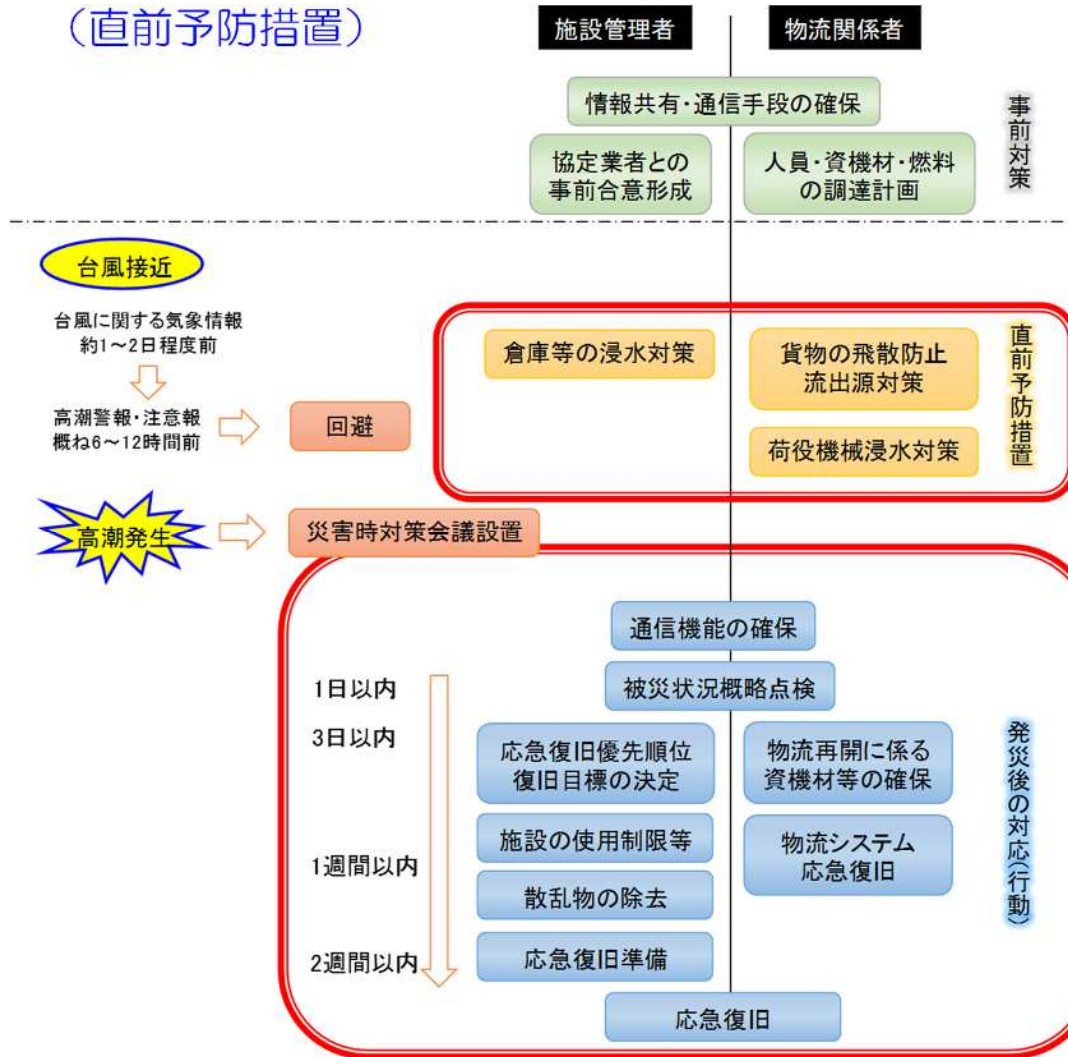 （直前予防措置）
施設管理者
物流関係者
情報共有・通信手段の確保
協定業者との
事前合意形成
人員・資機材・燃料
の調達計画
事前対策
台風接近
台風に関する気象情報
約1～2日程度前
高潮警報・注意報
概ね6～12時間前
回避
倉庫等の浸水対策
貨物の飛散防止
流出源対策
荷役機械浸水対策
直前予防措置
高潮発生
災害時対策会議設置
通信機能の確保
1日以内
被災状況概略点検
3日以内
応急復旧優先順位
復旧目標の決定
物流再開に係る
資機材等の確保
施設の使用制限等
物流システム
応急復旧
1週間以内
散乱物の除去
2週間以内
応急復旧準備
応急復旧
発災後の対応（行動）